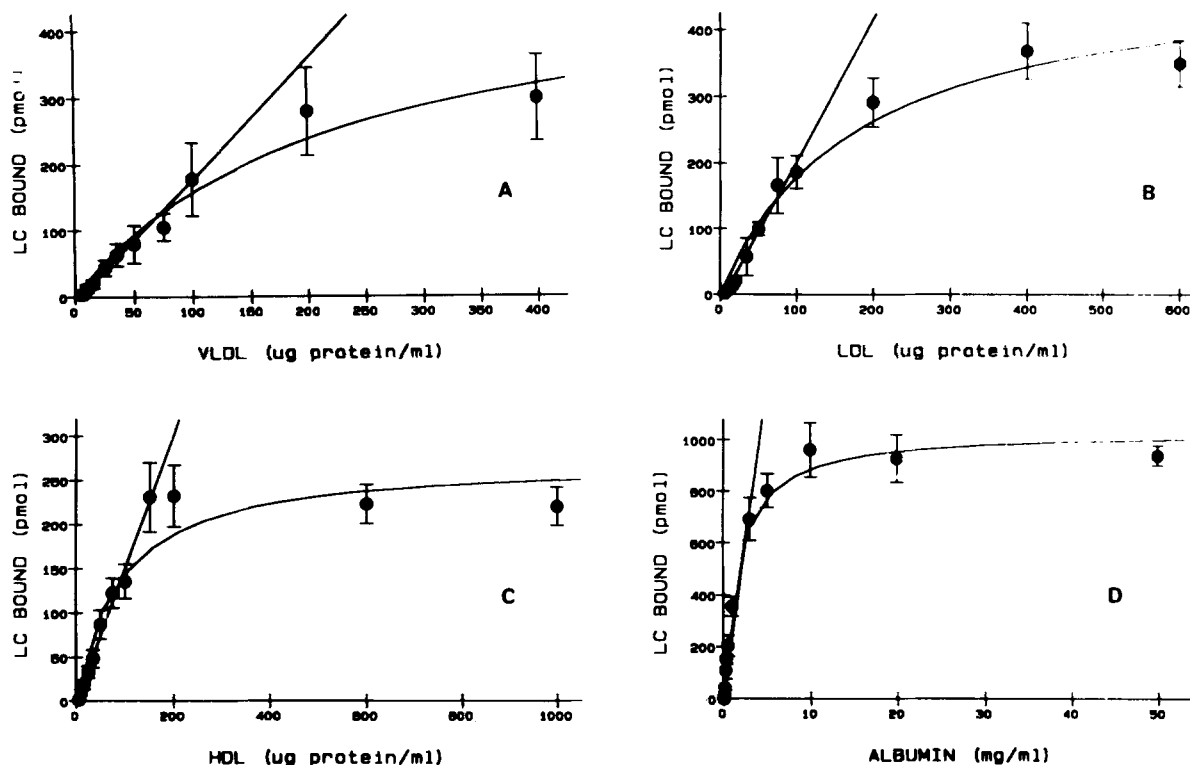 LC BOUND (pmol)
400
300
200
100
0
A
0 50 100 150 200 250 300 350 400
VLDL (ug protein/ml)
LC BOUND (pmol)
400
300
200
100
0
B
0 100 200 300 400 500 600
LDL (ug protein/ml)
LC BOUND (pmol)
300
250
200
150
100
50
0
C
0 200 400 600 800 1000
HDL (ug protein/ml)
LC BOUND (pmol)
1000
800
600
400
200
0
D
0 10 20 30 40 50
ALBUMIN (mg/ml)